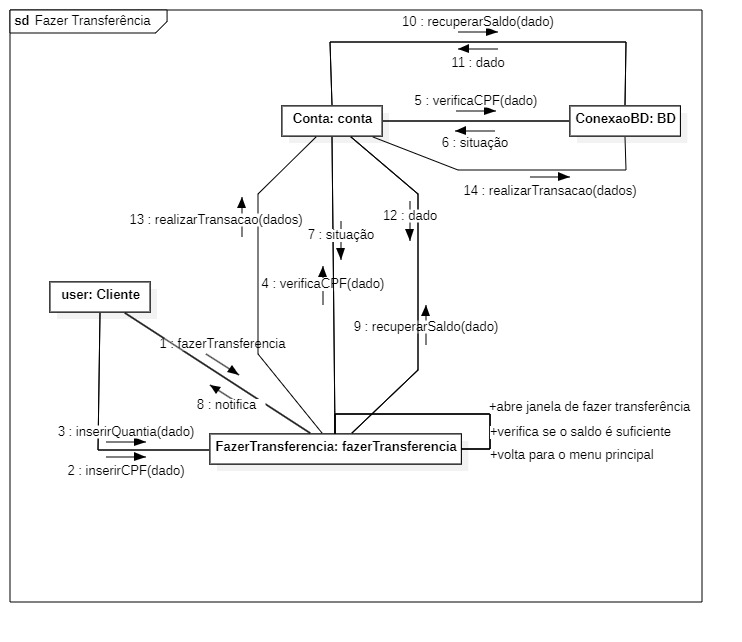 sd Fazer Transferência
10 : recuperarSaldo(dado)
11 : dado
5 : verificaCPF(dado)
Conta: conta
ConexaoBD: BD
6 : situação
14 : realizarTransacao(dados)
13 : realizarTransacao(dados)
12 : dado
7 : situação
4 : verificaCPF(dado)
user: Cliente
9 : recuperarSaldo(dado)
1 : fazerTransferencia
8 : notifica
+abre janela de fazer transferência
3 : inserirQuantia(dado)
+verifica se o saldo é suficiente
FazerTransferencia: fazerTransferencia
+volta para o menu principal
2 : inserirCPF(dado)